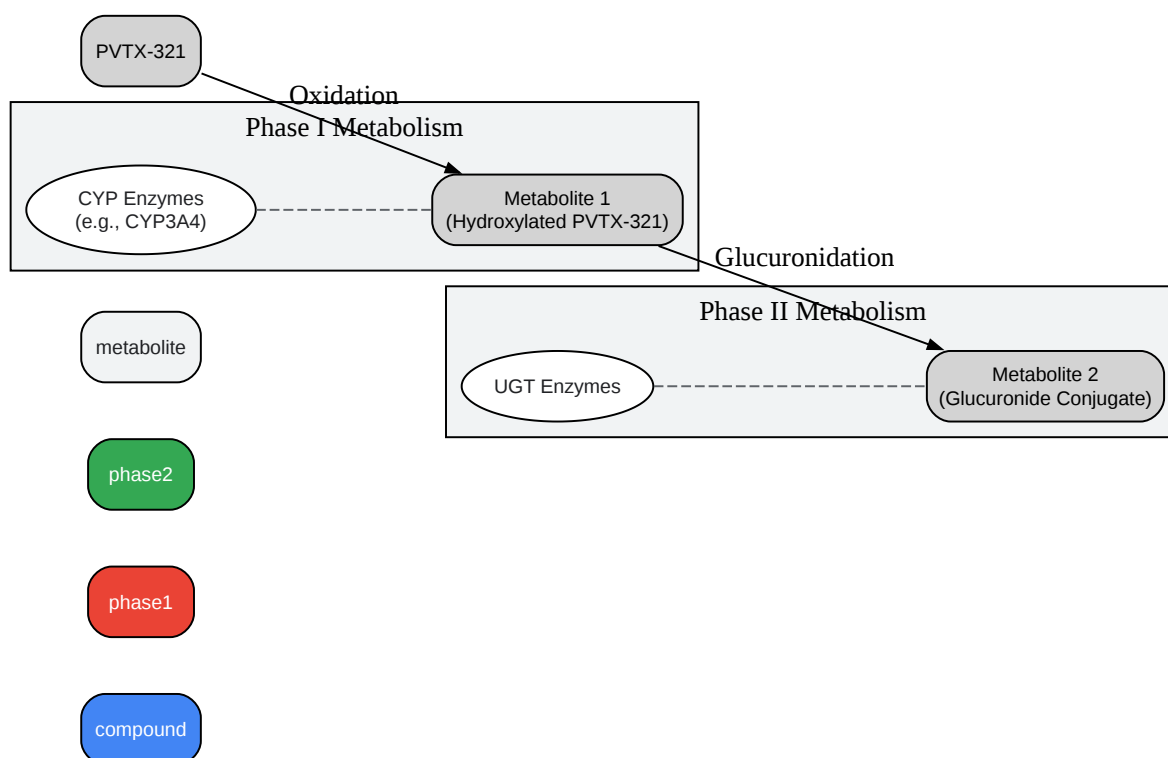 PVTX-321
Oxidation
Phase I Metabolism
CYP Enzymes
(e.g., CYP3A4)
Metabolite 1
(Hydroxylated PVTX-321)
Glucuronidation
Phase II Metabolism
metabolite
UGT Enzymes
Metabolite 2
(Glucuronide Conjugate)
phase2
phase1
compound